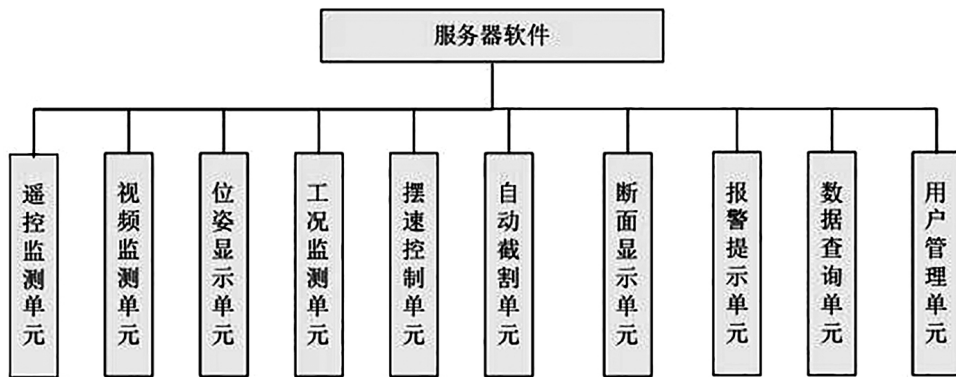 服务器软件
遥控监测单元
视频监测单元
位姿显示单元
工况监测单元
摆速控制单元
自动截割单元
断面显示单元
报警提示单元
数据查询单元
用户管理单元